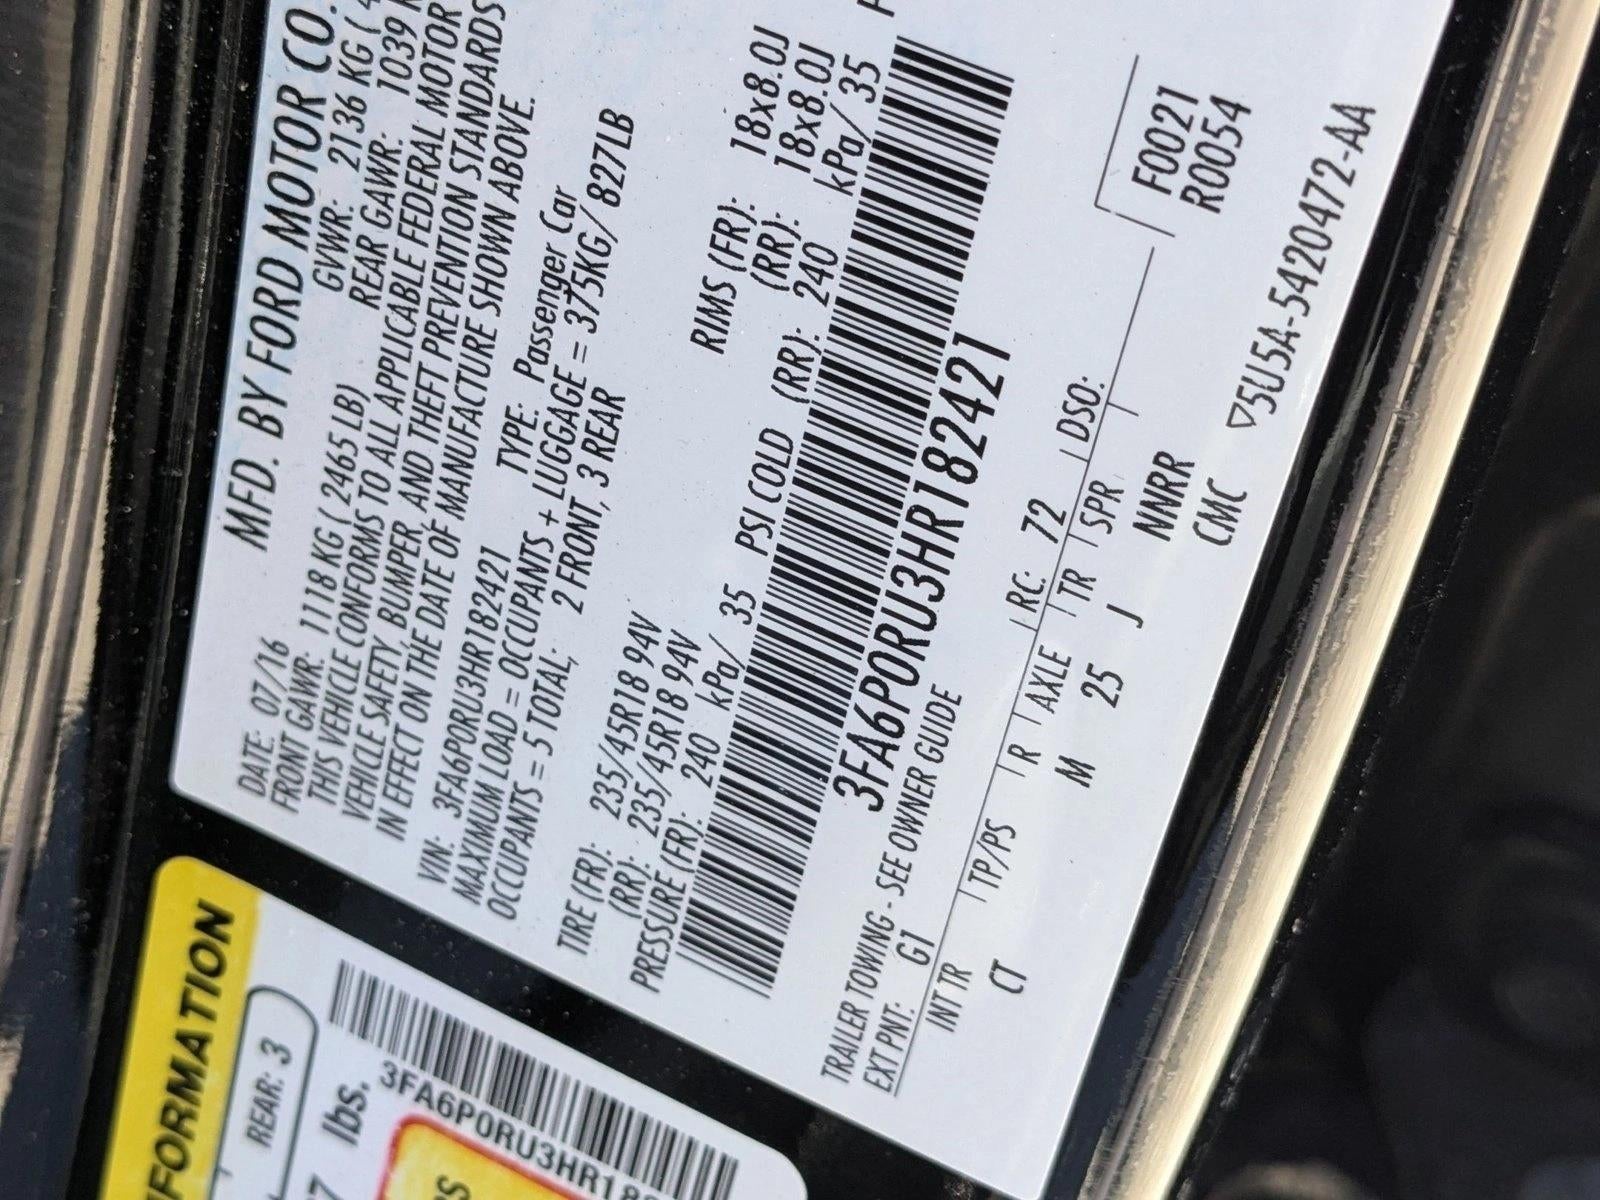 MFD. BY FORD MOTOR CO.
DATE: 07/16 GVWR: 2136 KG
FRONT GAWR: 1118 KG ( 2465 LB) REAR GAWR: 1039
THIS VEHICLE CONFORMS TO ALL APPLICABLE FEDERAL MOTOR
VEHICLE SAFETY, BUMPER, AND THEFT PREVENTION STANDARDS
IN EFFECT ON THE DATE OF MANUFACTURE SHOWN ABOVE.
VIN: 3FA6P0RU3HR182421 TYPE: Passenger Car
MAXIMUM LOAD = OCCUPANTS + LUGGAGE = 375KG/ 827LB
OCCUPANTS = 5 TOTAL; 2 FRONT, 3 REAR
TIRE (FR): 235/45R18 94V RIMS (FR): 18x8.0J
(RR): 235/45R18 94V (RR): 18x8.0J
PRESSURE (FR): 240 kPa/ 35 PSI COLD (RR): 240 kPa/ 35
3FA6P0RU3HR182421
TRAILER TOWING - SEE OWNER GUIDE
EXT PNT: G1 RC: 72 DSO:
F0021
R0054
INT TR TP/PS R AXLE TR SPR
CT M 25 J NNRR
CMC ▽5U5A-5420472-AA
FORMATION
REAR: 3
7 lbs.
3FA6P0RU3HR18